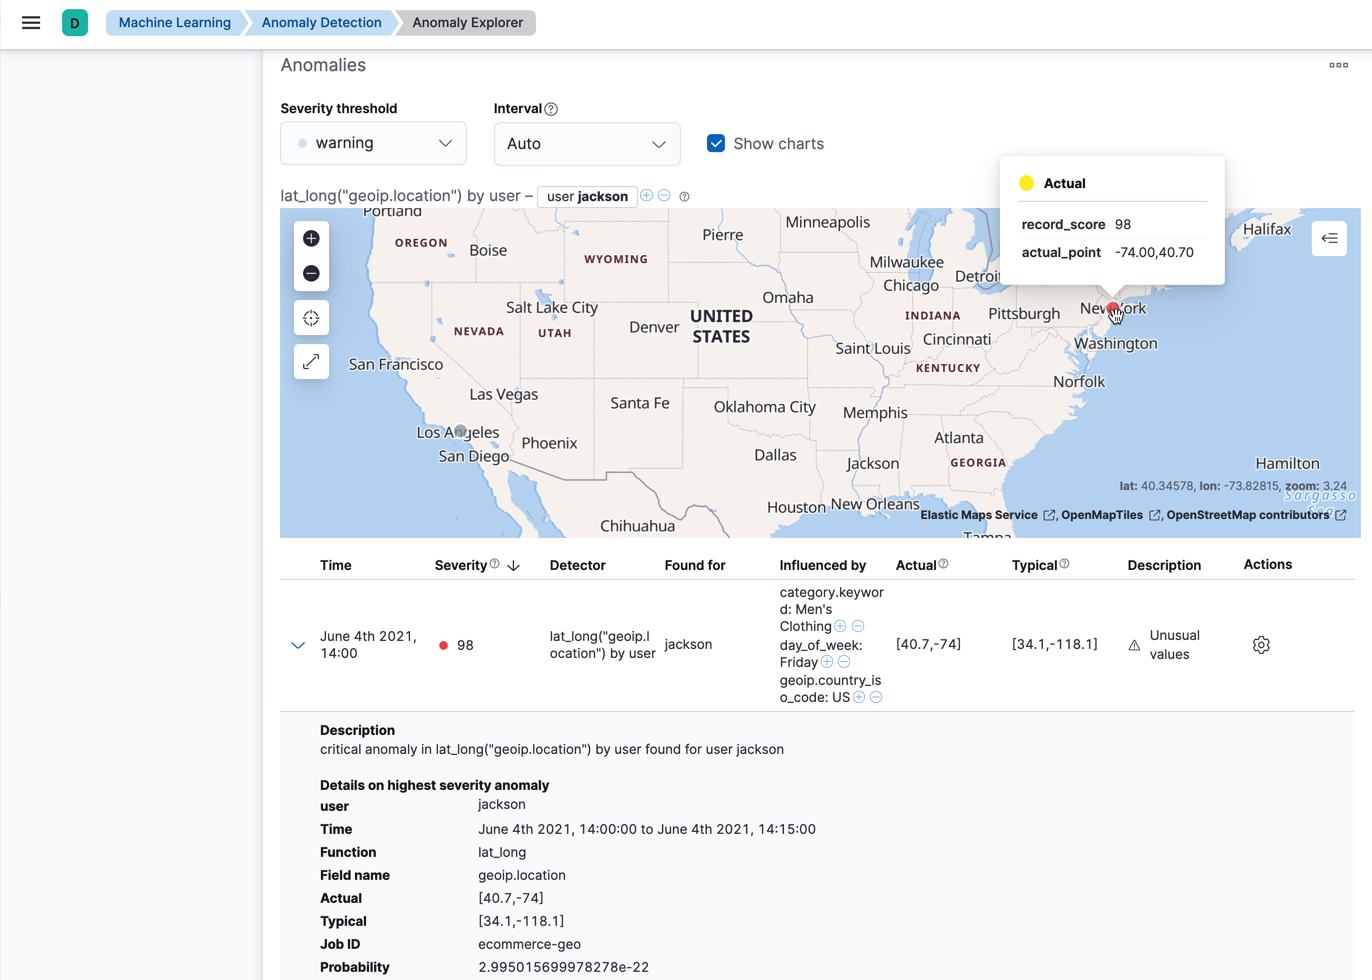 D Machine Learning Anomaly Detection Anomaly Explorer
Anomalies
Severity threshold
Interval
warning
Auto
Show charts
lat_long("geoip.location") by user – user jackson
Actual
record_score 98
actual_point -74.00,40.70
Portland
OREGON
Boise
Pierre
Minneapolis
Halifax
WYOMING
Milwaukee
Chicago
Detroi
Salt Lake City
Omaha
UNITED
STATES
NEVADA
UTAH
Denver
INDIANA
Pittsburgh
New York
Saint Louis
Cincinnati
Washington
San Francisco
KENTUCKY
Norfolk
Las Vegas
Santa Fe
Oklahoma City
Memphis
Los Angeles
Phoenix
Atlanta
San Diego
Dallas
Jackson
GEORGIA
Hamilton
lat: 40.34578, lon: -73.82815, zoom: 3.24
Sargasso
Sea
Houston
New Orleans
Elastic Maps Service , OpenMapTiles , OpenStreetMap contributors
Chihuahua
Tampa
Time Severity Detector Found for Influenced by Actual Typical Description Actions
June 4th 2021,
14:00
98
lat_long("geoip.l
ocation") by user
jackson
category.keywor
d: Men's
Clothing
day_of_week:
Friday
geoip.country_is
o_code: US
[40.7,-74]
[34.1,-118.1]
Unusual
values
Description
critical anomaly in lat_long("geoip.location") by user found for user jackson
Details on highest severity anomaly
user jackson
Time June 4th 2021, 14:00:00 to June 4th 2021, 14:15:00
Function lat_long
Field name geoip.location
Actual [40.7,-74]
Typical [34.1,-118.1]
Job ID ecommerce-geo
Probability 2.995015699978278e-22